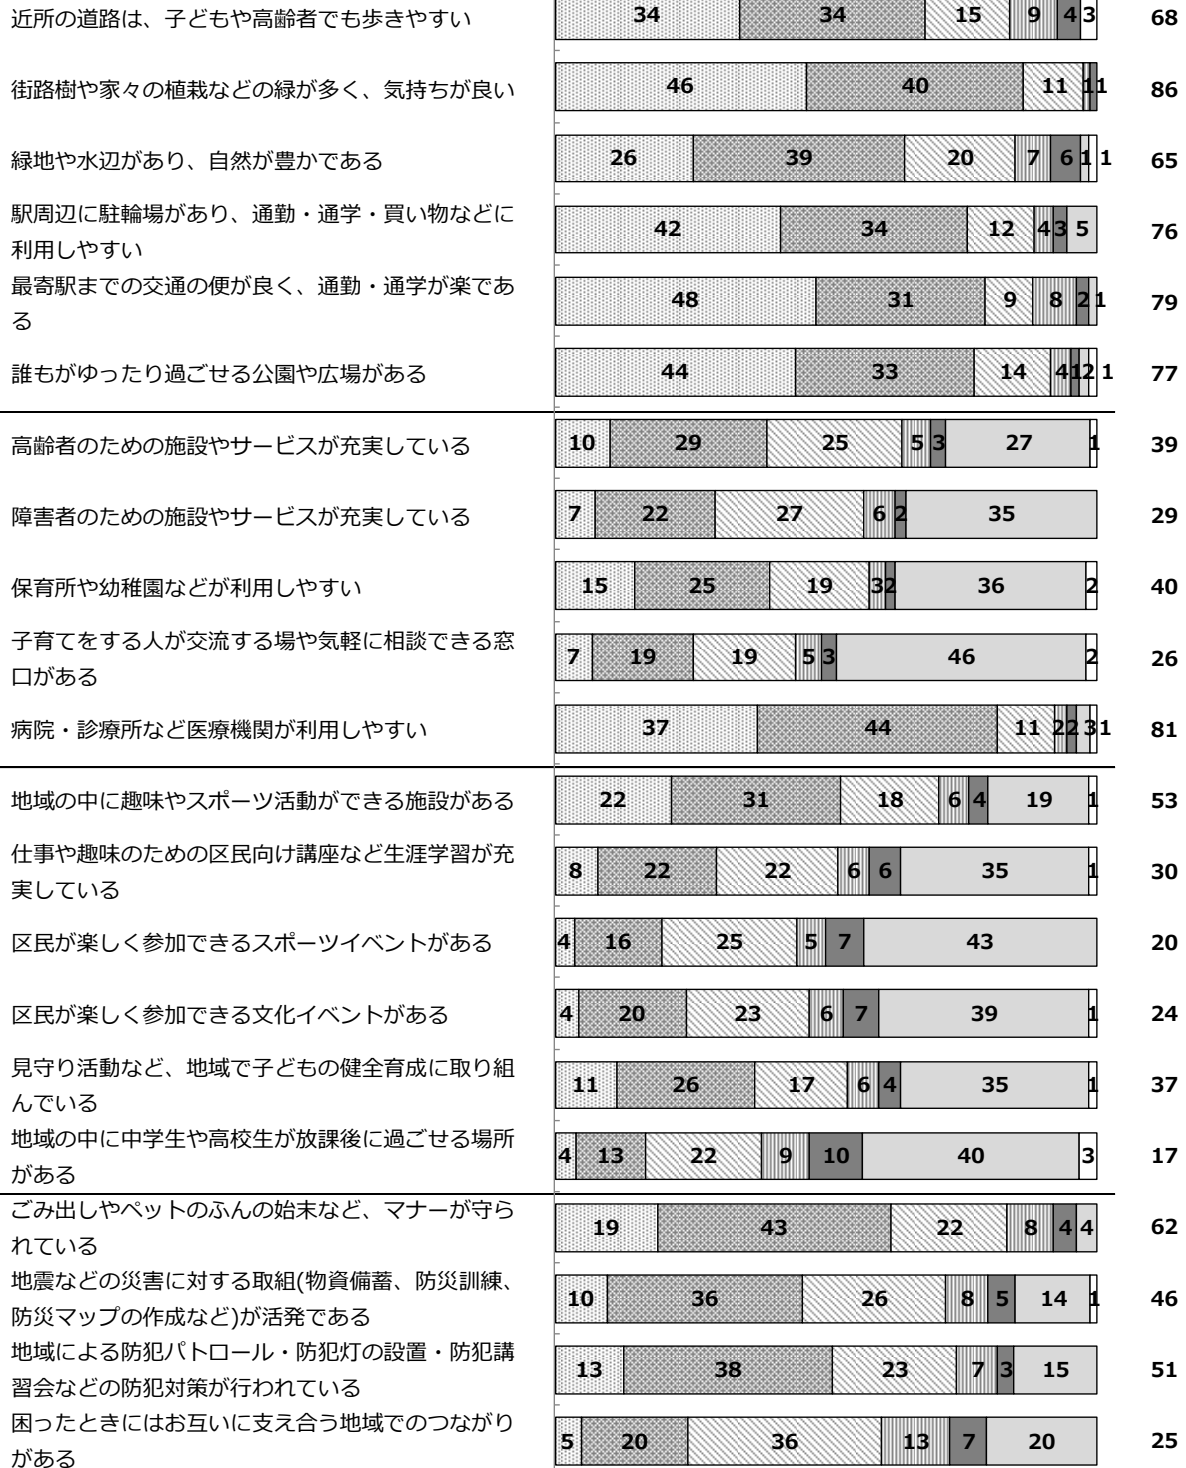 近所の道路は、子どもや高齢者でも歩きやすい 34 34 15 9 4 3 68
街路樹や家々の植栽などの緑が多く、気持ちが良い 46 40 11 1 1 86
緑地や水辺があり、自然が豊かである 26 39 20 7 6 1 1 65
駅周辺に駐輪場があり、通勤・通学・買い物などに
利用しやすい 42 34 12 4 3 5 76
最寄駅までの交通の便が良く、通勤・通学が楽であ
る 48 31 9 8 2 1 79
誰もがゆったり過ごせる公園や広場がある 44 33 14 4 1 2 1 77
高齢者のための施設やサービスが充実している 10 29 25 5 3 27 1 39
障害者のための施設やサービスが充実している 7 22 27 6 2 35 29
保育所や幼稚園などが利用しやすい 15 25 19 3 2 36 2 40
子育てをする人が交流する場や気軽に相談できる窓
口がある 7 19 19 5 3 46 2 26
病院・診療所など医療機関が利用しやすい 37 44 11 2 2 3 1 81
地域の中に趣味やスポーツ活動ができる施設がある 22 31 18 6 4 19 1 53
仕事や趣味のための区民向け講座など生涯学習が充
実している 8 22 22 6 6 35 1 30
区民が楽しく参加できるスポーツイベントがある 4 16 25 5 7 43 20
区民が楽しく参加できる文化イベントがある 4 20 23 6 7 39 1 24
見守り活動など、地域で子どもの健全育成に取り組
んでいる 11 26 17 6 4 35 1 37
地域の中に中学生や高校生が放課後に過ごせる場所
がある 4 13 22 9 10 40 3 17
ごみ出しやペットのふんの始末など、マナーが守ら
れている 19 43 22 8 4 4 62
地震などの災害に対する取組(物資備蓄、防災訓練、
防災マップの作成など)が活発である 10 36 26 8 5 14 1 46
地域による防犯パトロール・防犯灯の設置・防犯講
習会などの防犯対策が行われている 13 38 23 7 3 15 51
困ったときにはお互いに支え合う地域でのつながり
がある 5 20 36 13 7 20 25